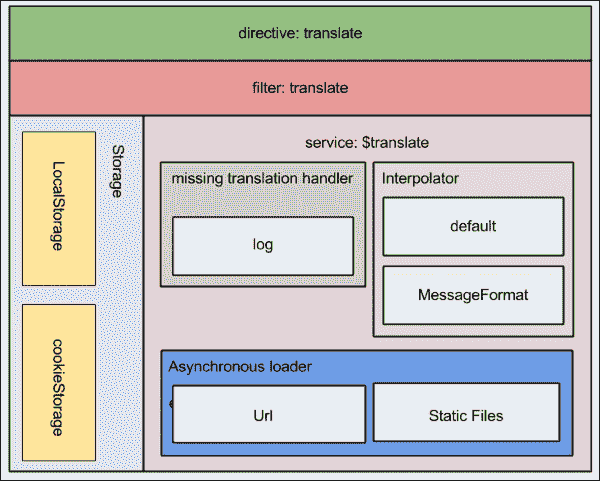 directive: translate
filter: translate
Storage
LocalStorage
cookieStorage
service: $translate
missing translation handler
log
Interpolator
default
MessageFormat
Asynchronous loader
Url
Static Files